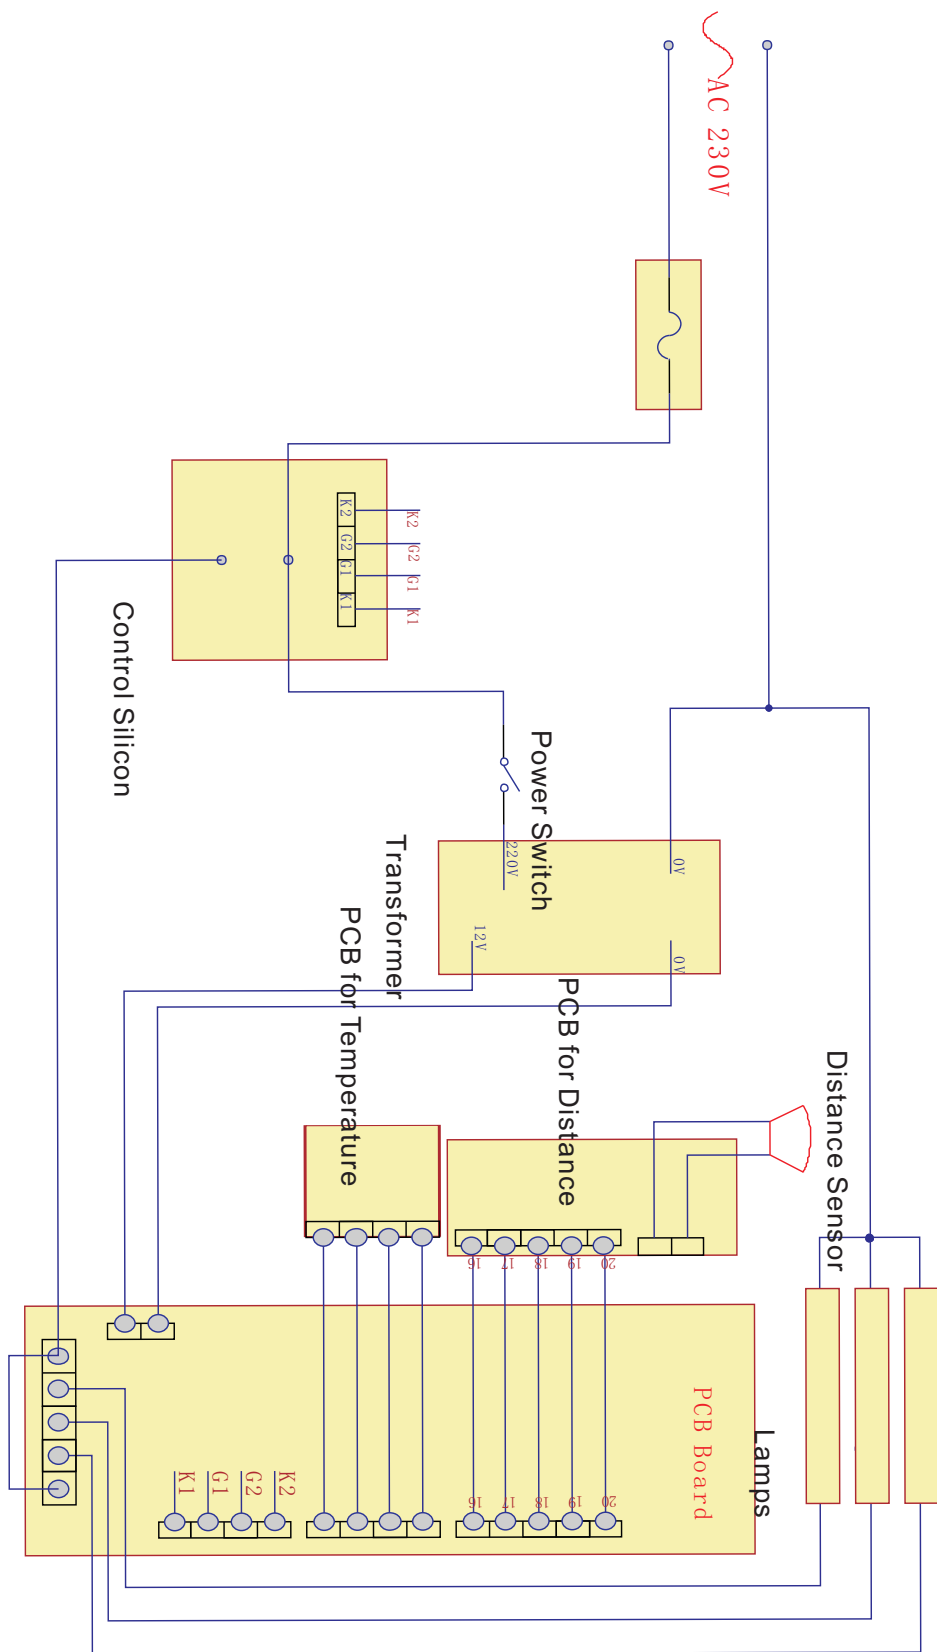 AC 230V
K2
G2
G1
K1
K2
G2
G1
K1
Control Silicon
Power Switch
220V
0V
12V
0V
Transformer
PCB for Temperature
PCB for Distance
Distance Sensor
16
17
18
19
20
PCB Board
Lamps
K1
G1
G2
K2
16
17
18
19
20